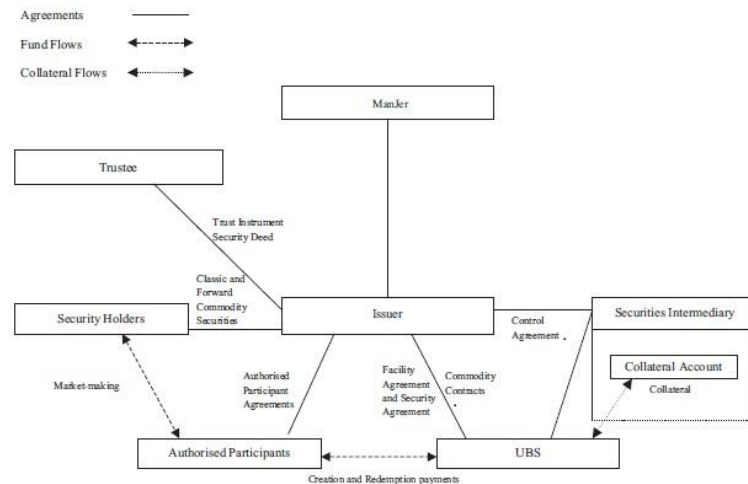 Agreements
Fund Flows
Collateral Flows
ManJer
Trustee
Trust Instrument
Security Deed
Classic and
Forward
Commodity
Securities
Security Holders
Issuer
Securities Intermediary
Control
Agreement
Collateral Account
Collateral
Market-making
Authorised
Participant
Agreements
Facility
Agreement
and Security
Agreement
Commodity
Contracts
Authorised Participants
UBS
Creation and Redemption payments